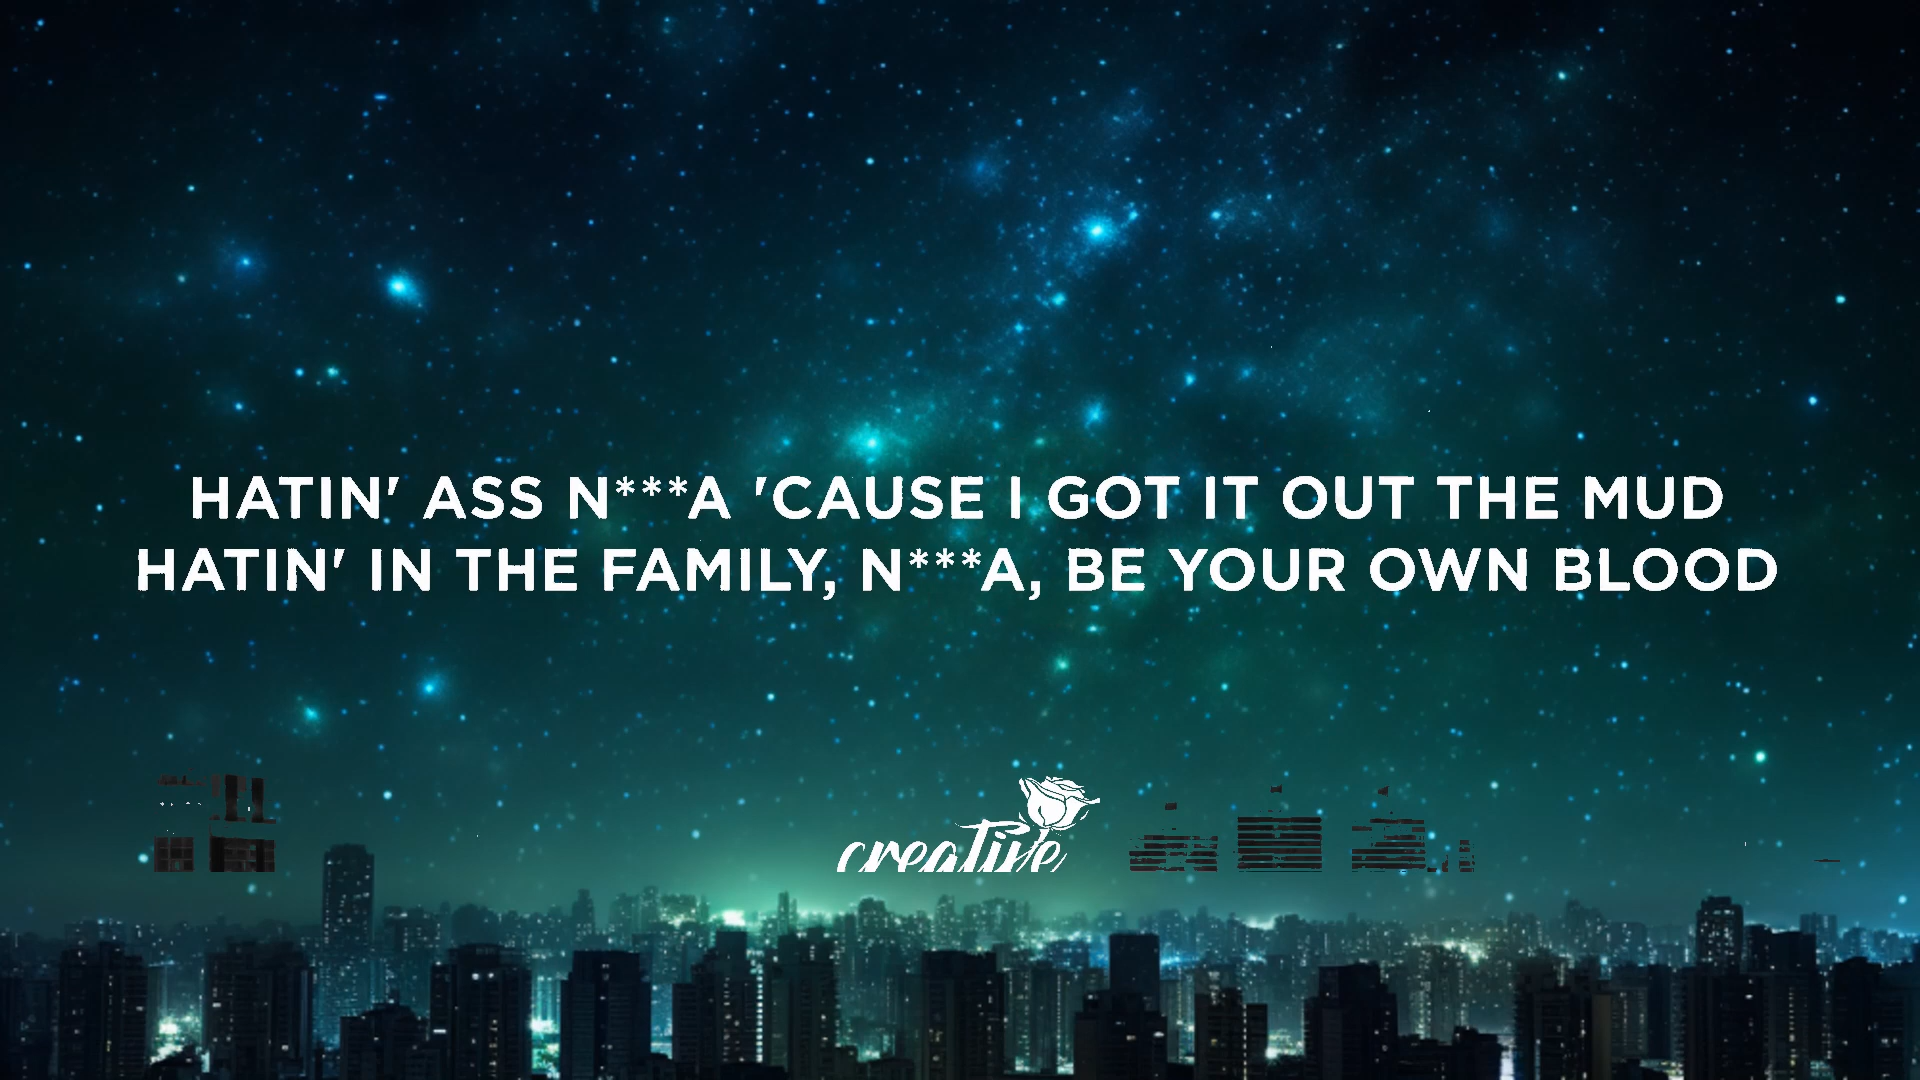 HATIN' ASS N***A 'CAUSE I GOT IT OUT THE MUD
HATIN' IN THE FAMILY, N***A, BE YOUR OWN BLOOD
creative